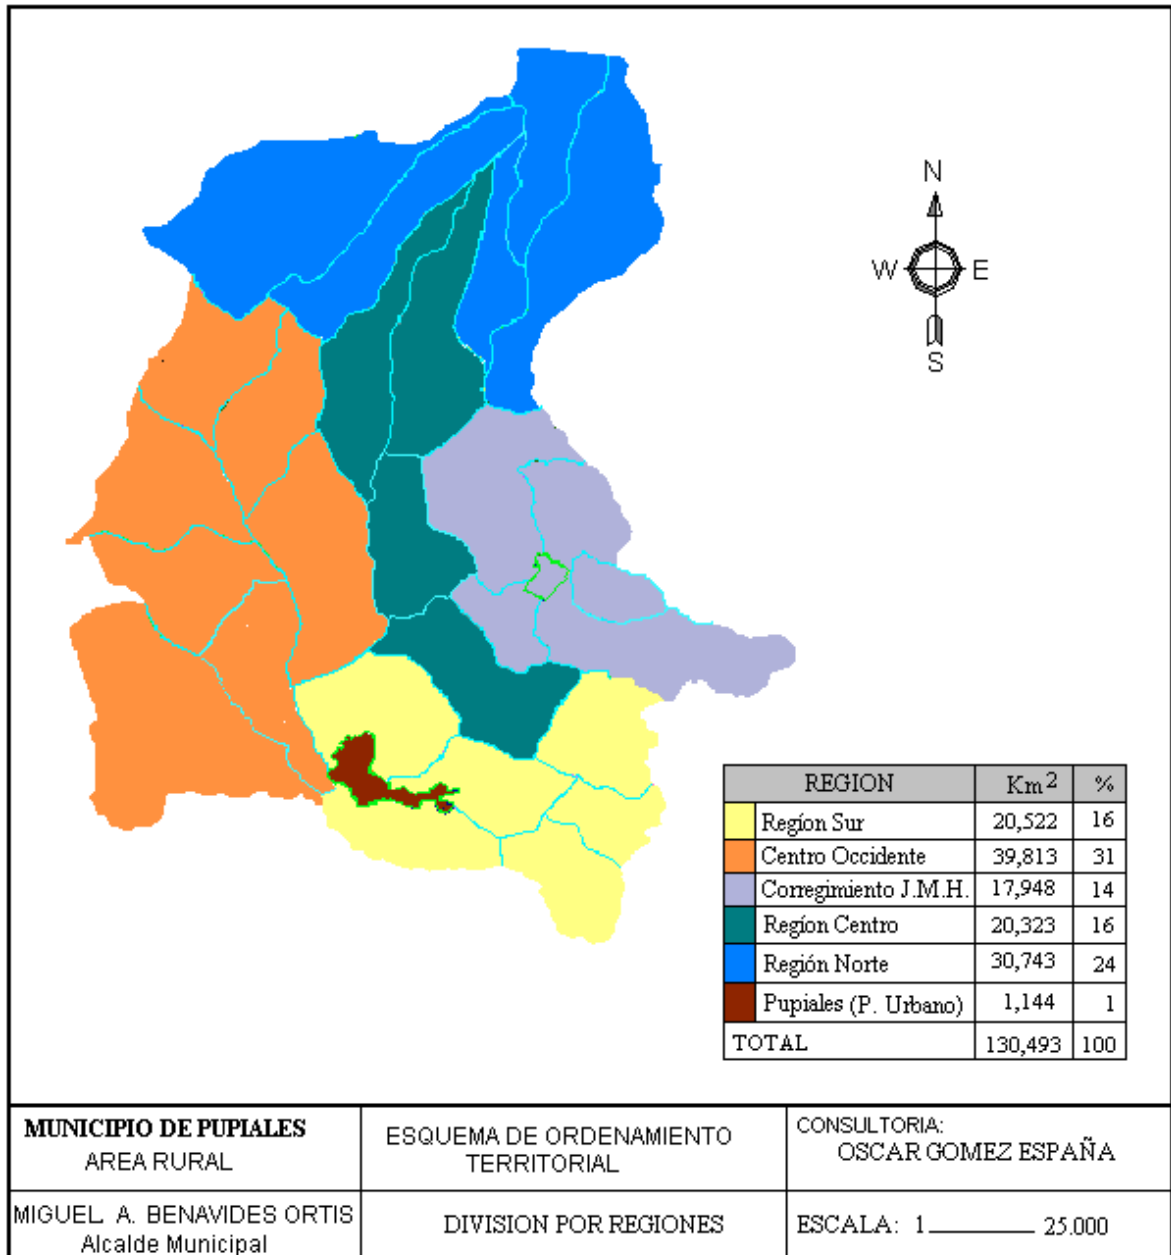 N
W E
S
REGION Km2 %
Regíon Sur 20,522 16
Centro Occidente 39,813 31
Corregimiento J.M.H. 17,948 14
Regíon Centro 20,323 16
Región Norte 30,743 24
Pupiales (P. Urbano) 1,144 1
TOTAL 130,493 100
MUNICIPIO DE PUPIALES
AREA RURAL
ESQUEMA DE ORDENAMIENTO
TERRITORIAL
CONSULTORIA:
OSCAR GOMEZ ESPAÑA
MIGUEL A. BENAVIDES ORTIS
Alcalde Municipal
DIVISION POR REGIONES
ESCALA: 1 25.000